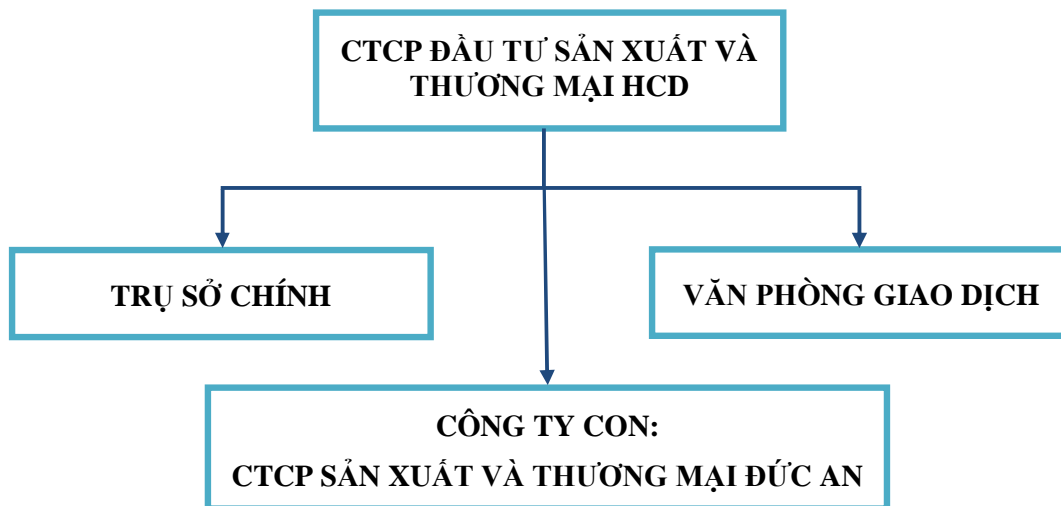 CTCP ĐẦU TƯ SẢN XUẤT VÀ
THƯƠNG MẠI HCD
TRỤ SỞ CHÍNH
VĂN PHÒNG GIAO DỊCH
CÔNG TY CON:
CTCP SẢN XUẤT VÀ THƯƠNG MẠI ĐỨC AN